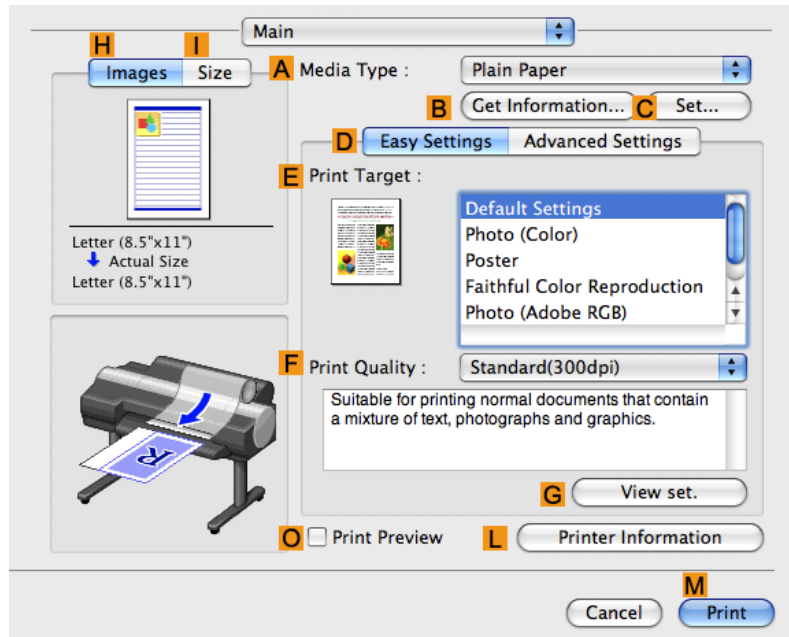 Main
H I
Images Size
A Media Type : Plain Paper
B Get Information... C Set...
D Easy Settings Advanced Settings
E Print Target :
Default Settings
Photo (Color)
Poster
Faithful Color Reproduction
Photo (Adobe RGB)
Letter (8.5"x11")
Actual Size
Letter (8.5"x11")
F Print Quality : Standard(300dpi)
Suitable for printing normal documents that contain
a mixture of text, photographs and graphics.
R
G View set.
O Print Preview L Printer Information
M
Cancel Print